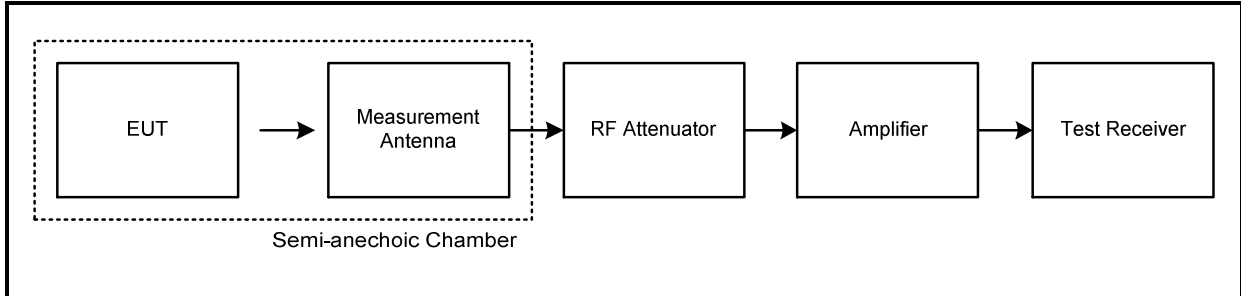 EUT
Measurement
Antenna
RF Attenuator
Amplifier
Test Receiver
Semi-anechoic Chamber